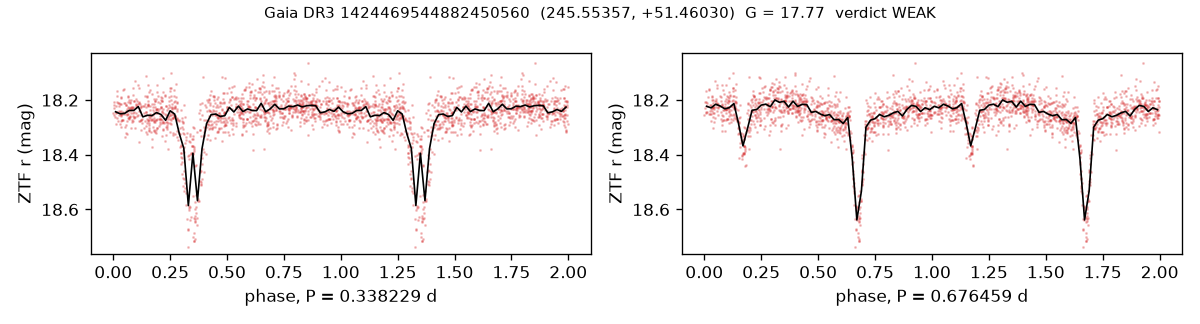 Gaia DR3 1424469544882450560  (245.55357, +51.46030)  G = 17.77  verdict WEAK
ZTF r (mag)
18.2
18.4
18.6
0.00 0.25 0.50 0.75 1.00 1.25 1.50 1.75 2.00
phase, P = 0.338229 d
ZTF r (mag)
18.2
18.4
18.6
0.00 0.25 0.50 0.75 1.00 1.25 1.50 1.75 2.00
phase, P = 0.676459 d